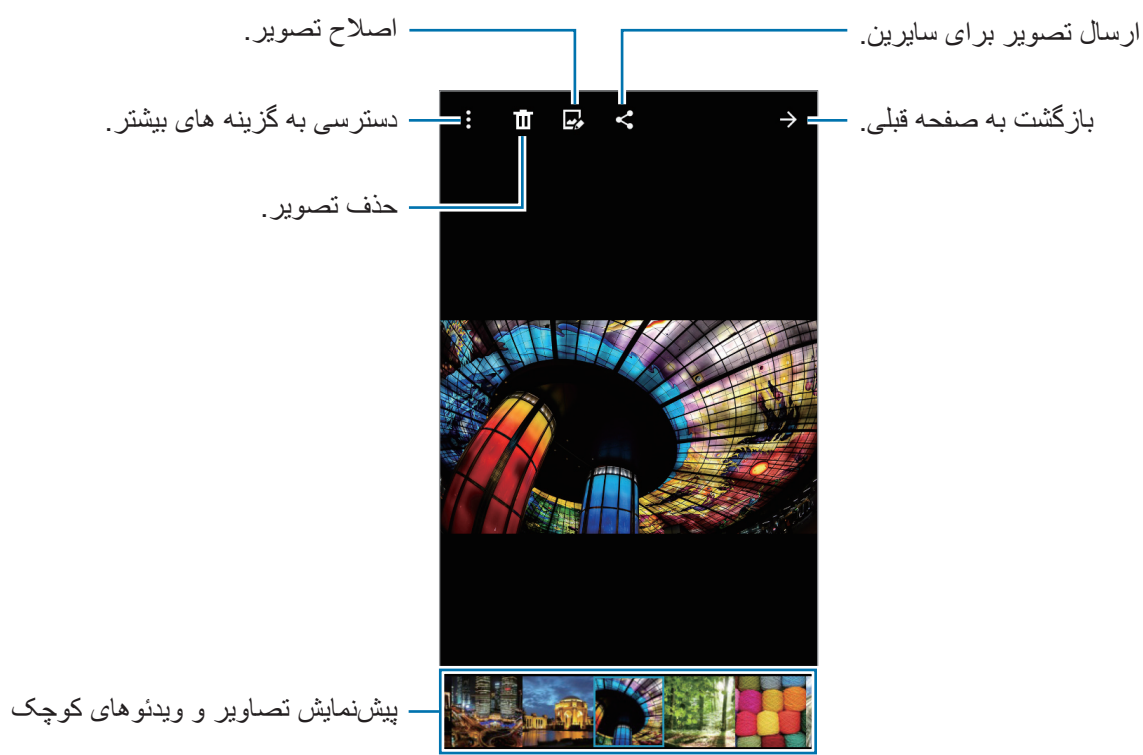 ارسال تصویر برای سایرین.
اصلاح تصویر.
بازگشت به صفحه قبلی.
دسترسی به گزینه های بیشتر.
حذف تصویر.
پیش‌نمایش تصاویر و ویدئوهای کوچک